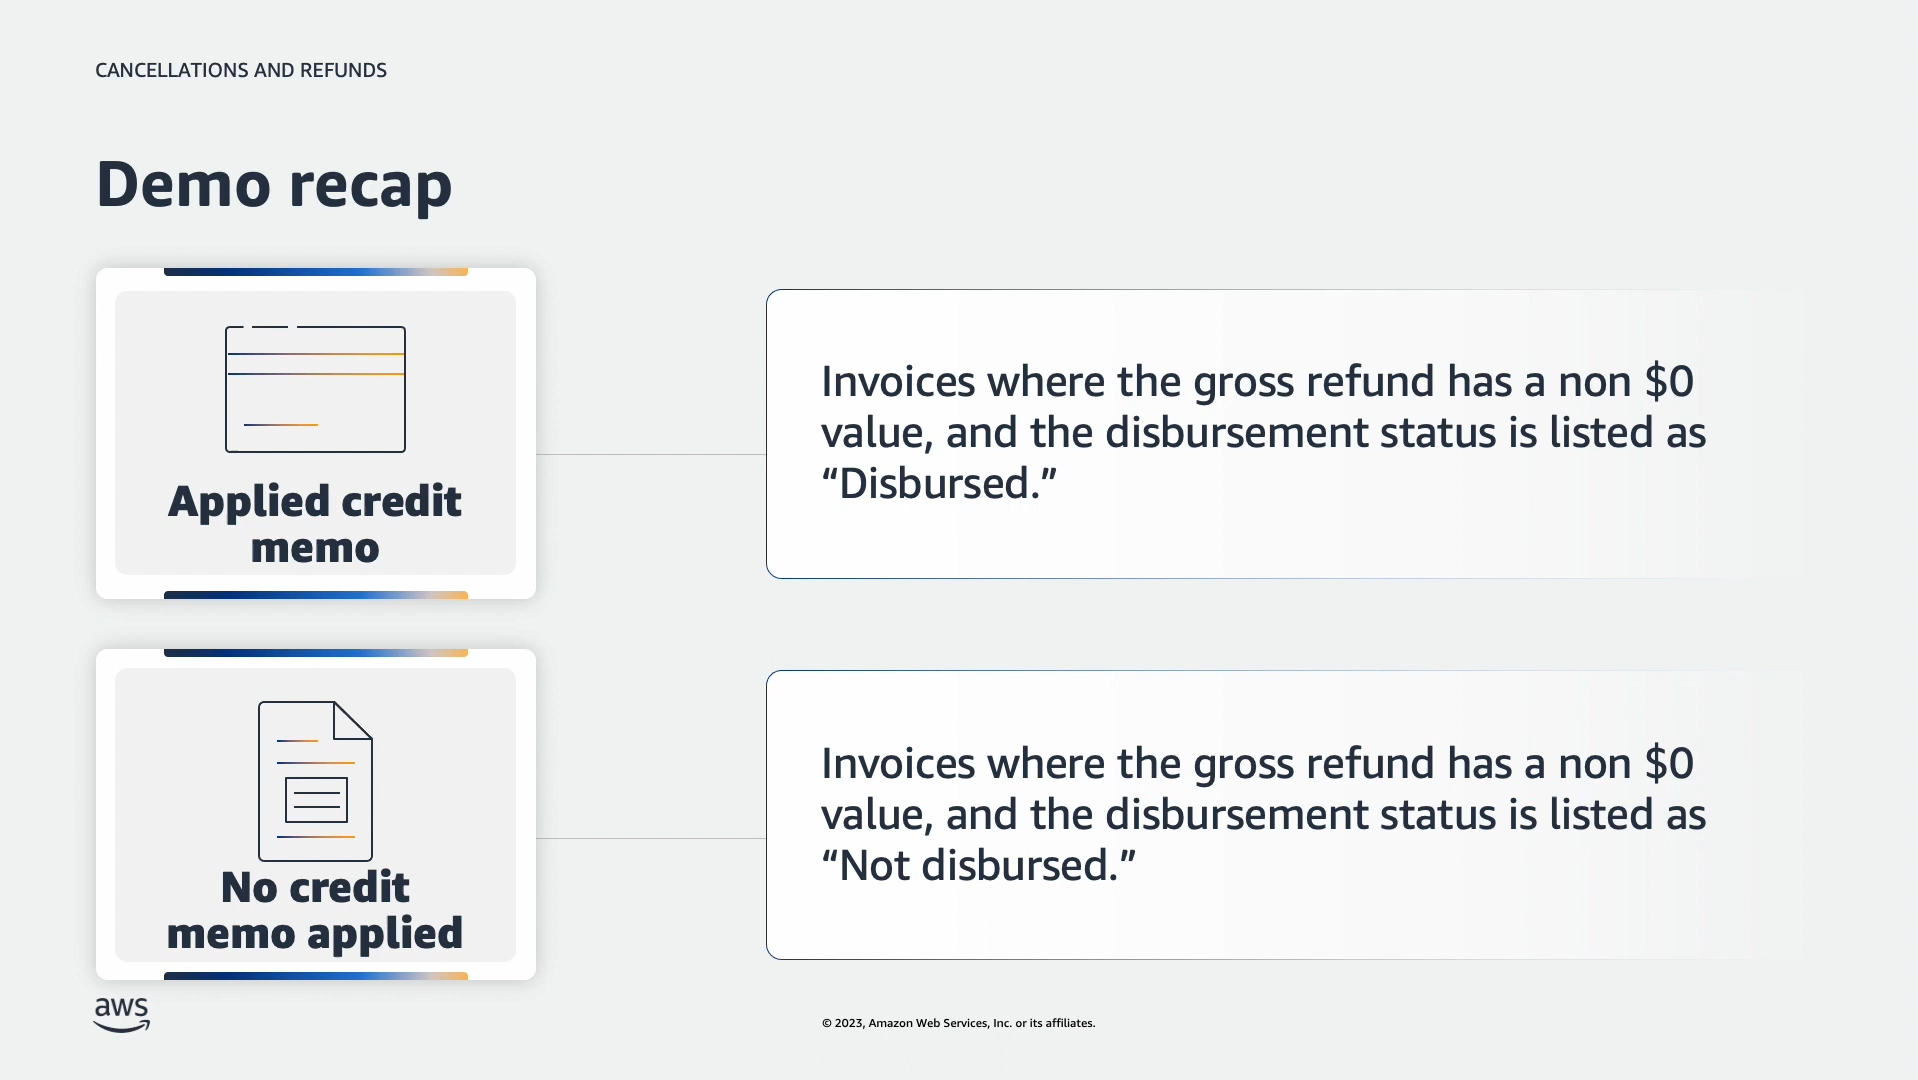 CANCELLATIONS AND REFUNDS
Demo recap
Applied credit
memo
Invoices where the gross refund has a non $0
value, and the disbursement status is listed as
“Disbursed.”
No credit
memo applied
Invoices where the gross refund has a non $0
value, and the disbursement status is listed as
“Not disbursed.”
aws
© 2023, Amazon Web Services, Inc. or its affiliates.